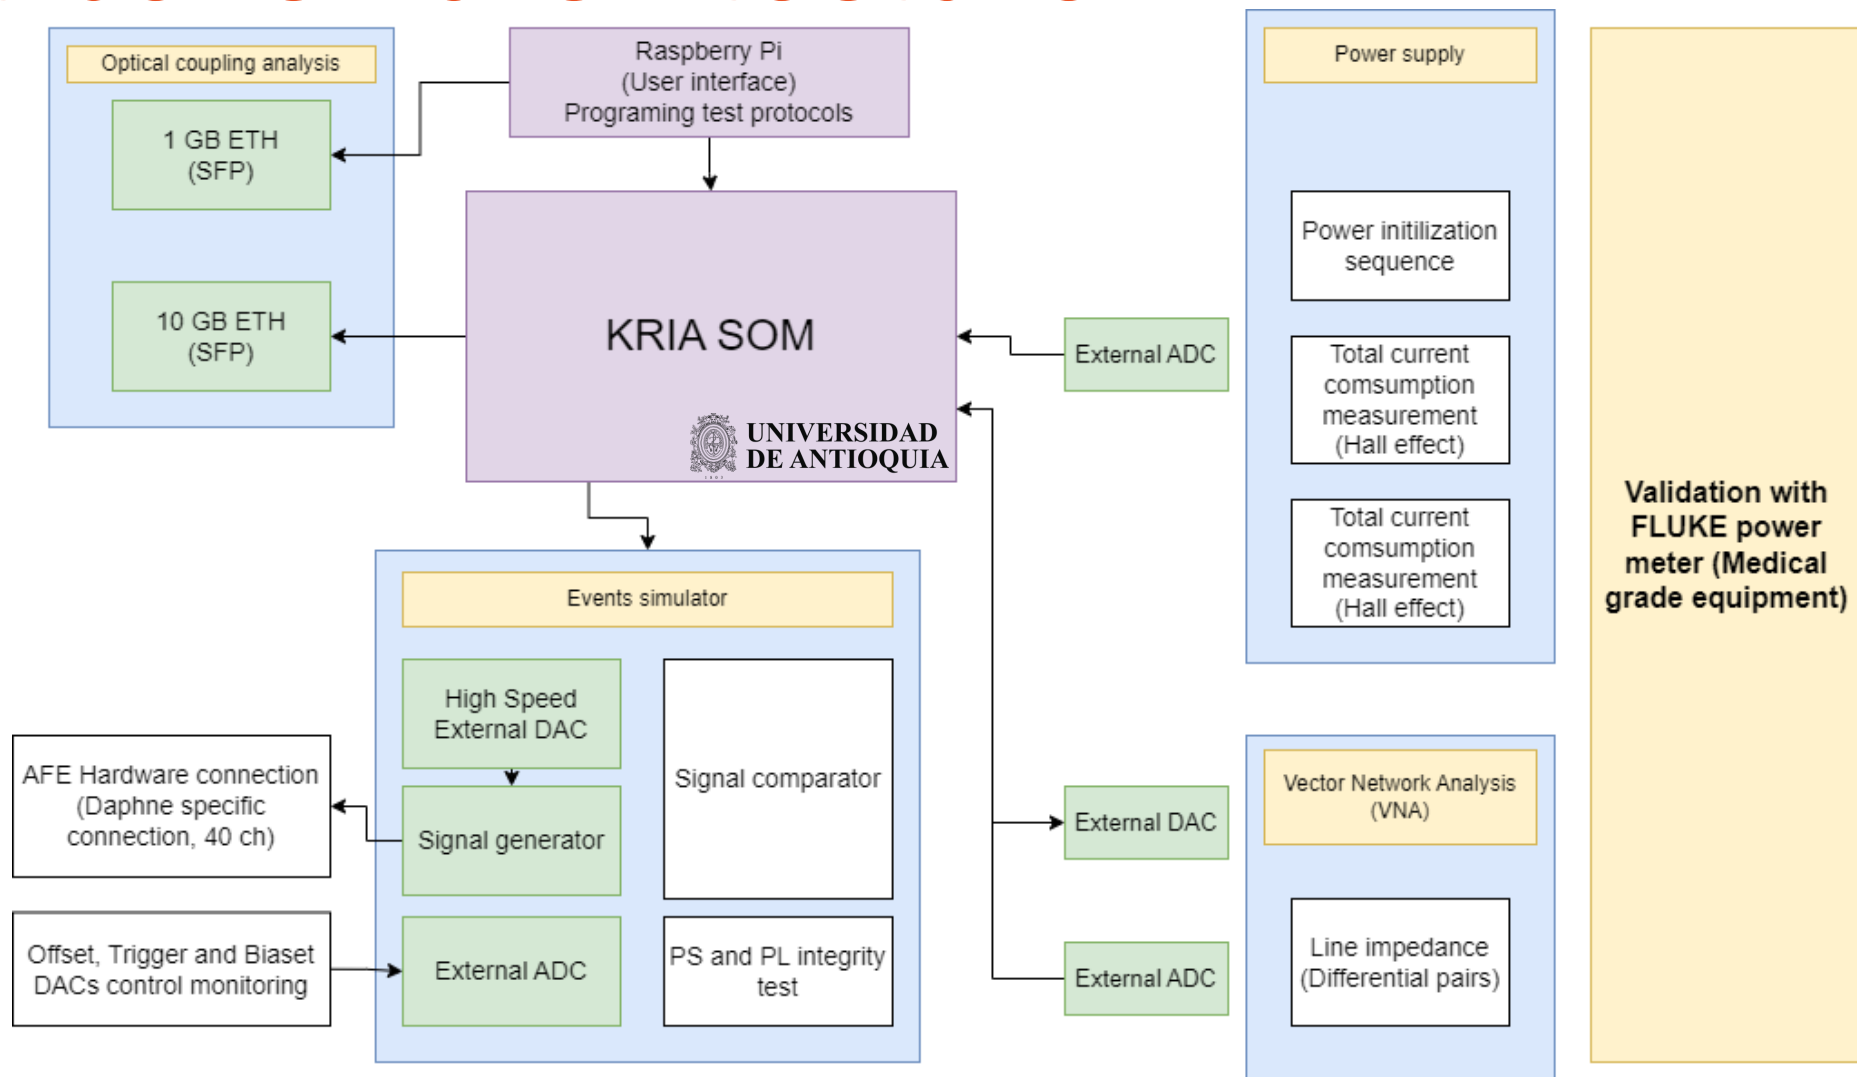 Optical coupling analysis
1 GB ETH
(SFP)
10 GB ETH
(SFP)
Raspberry Pi
(User interface)
Programing test protocols
KRIA SOM
UNIVERSIDAD
DE ANTIOQUIA
External ADC
Power supply
Power initilization
sequence
Total current
comsumption
measurement
(Hall effect)
Total current
comsumption
measurement
(Hall effect)
Validation with
FLUKE power
meter (Medical
grade equipment)
Events simulator
High Speed
External DAC
Signal generator
External ADC
Signal comparator
PS and PL integrity
test
AFE Hardware connection
(Daphne specific
connection, 40 ch)
Offset, Trigger and Biaset
DACs control monitoring
External DAC
External ADC
Vector Network Analysis
(VNA)
Line impedance
(Differential pairs)